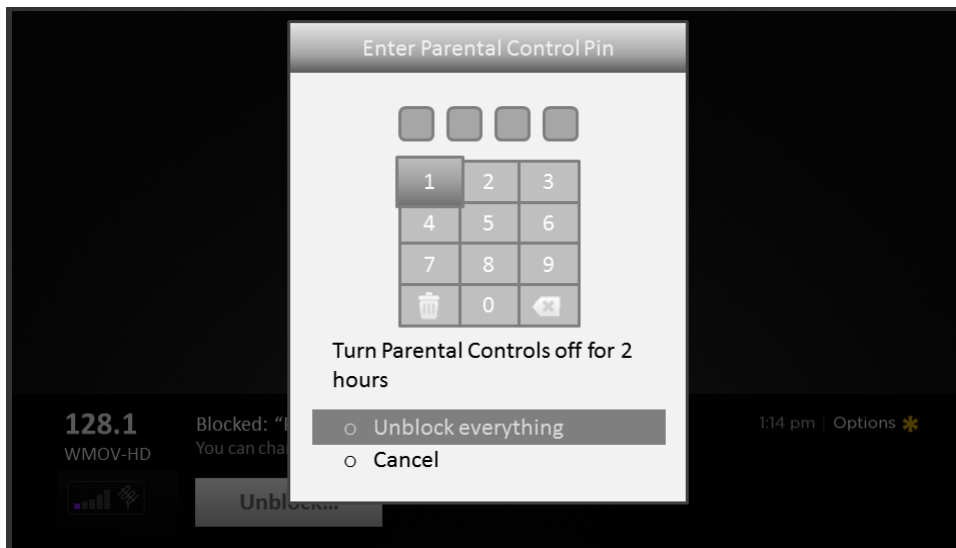 Enter Parental Control Pin
1 2 3
4 5 6
7 8 9
0
Turn Parental Controls off for 2
hours
○ Unblock everything
○ Cancel
128.1
WMOV-HD
Blocked:
You can
Unblock...
1:14 pm | Options